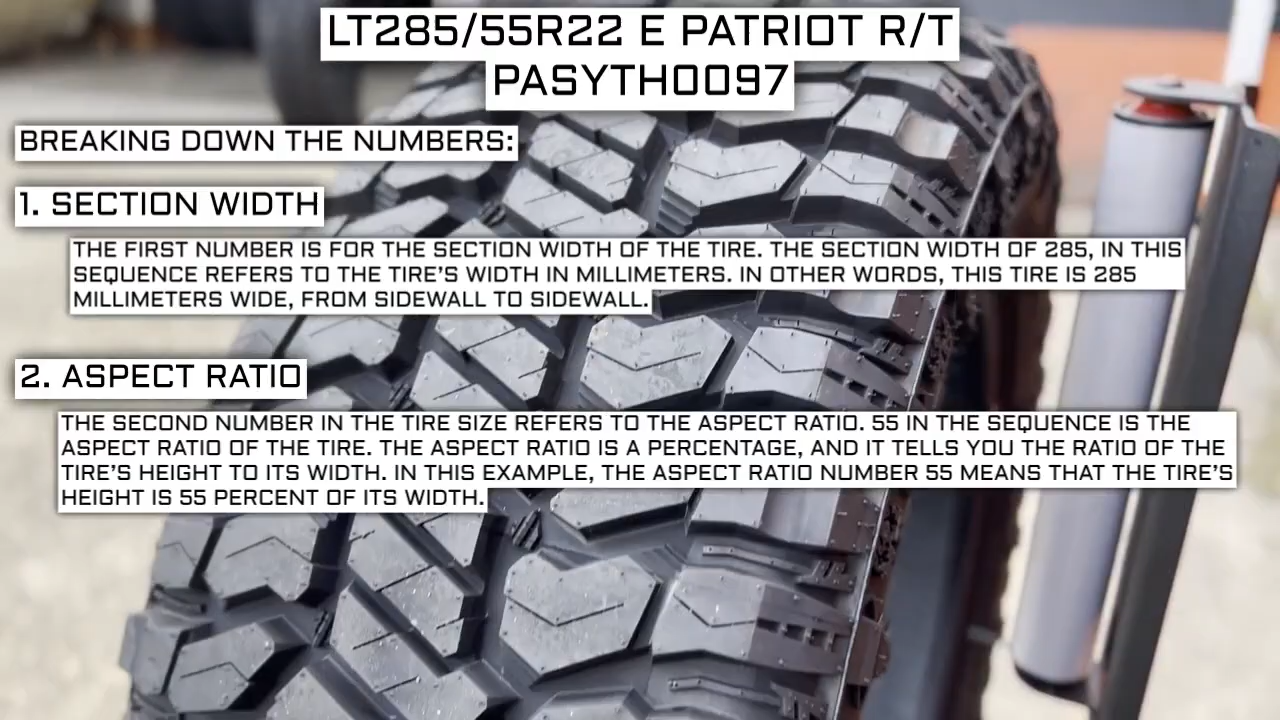 LT285/55R22 E PATRIOT R/T
PASYTH0097
BREAKING DOWN THE NUMBERS:
1. SECTION WIDTH
THE FIRST NUMBER IS FOR THE SECTION WIDTH OF THE TIRE. THE SECTION WIDTH OF 285, IN THIS
SEQUENCE REFERS TO THE TIRE'S WIDTH IN MILLIMETERS. IN OTHER WORDS, THIS TIRE IS 285
MILLIMETERS WIDE, FROM SIDEWALL TO SIDEWALL.
2. ASPECT RATIO
THE SECOND NUMBER IN THE TIRE SIZE REFERS TO THE ASPECT RATIO. 55 IN THE SEQUENCE IS THE
ASPECT RATIO OF THE TIRE. THE ASPECT RATIO IS A PERCENTAGE, AND IT TELLS YOU THE RATIO OF THE
TIRE'S HEIGHT TO ITS WIDTH. IN THIS EXAMPLE, THE ASPECT RATIO NUMBER 55 MEANS THAT THE TIRE'S
HEIGHT IS 55 PERCENT OF ITS WIDTH.